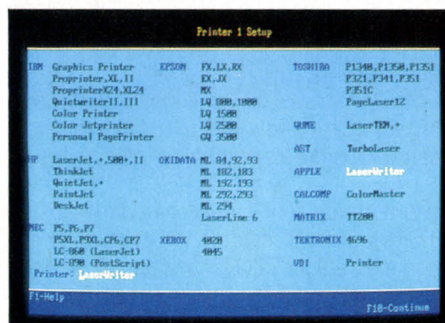 Printer 1 Setup
IBM Graphics Printer EPSON FX,LX,RX TOSHIBA P1340,P1350,P1351
Proprinter,XL,II EX,JX P321,P341,P351
ProprinterX24,XL24 MX P351C
QuietwriterII,III LQ 800,1000 PageLaser12
Color Printer LQ 1500
Color Jetprinter LQ 2500 QUME LaserTEN,+
Personal PagePrinter GQ 3500
AST TurboLaser
HP LaserJet,+,500+,II OKIDATA ML 84,92,93
ThinkJet ML 182,183 APPLE LaserWriter
QuietJet,+ ML 192,193
PaintJet ML 292,293 CALCOMP ColorMaster
DeskJet ML 294
LaserLine 6 MATRIX TT200
NEC P5,P6,P7
P5XL,P9XL,CP6,CP7 XEROX 4020 TEKTRONIX 4696
LC-860 (LaserJet) 4045
LC-890 (PostScript) VDI Printer
Printer: LaserWriter
F1-Help
F10-Continue